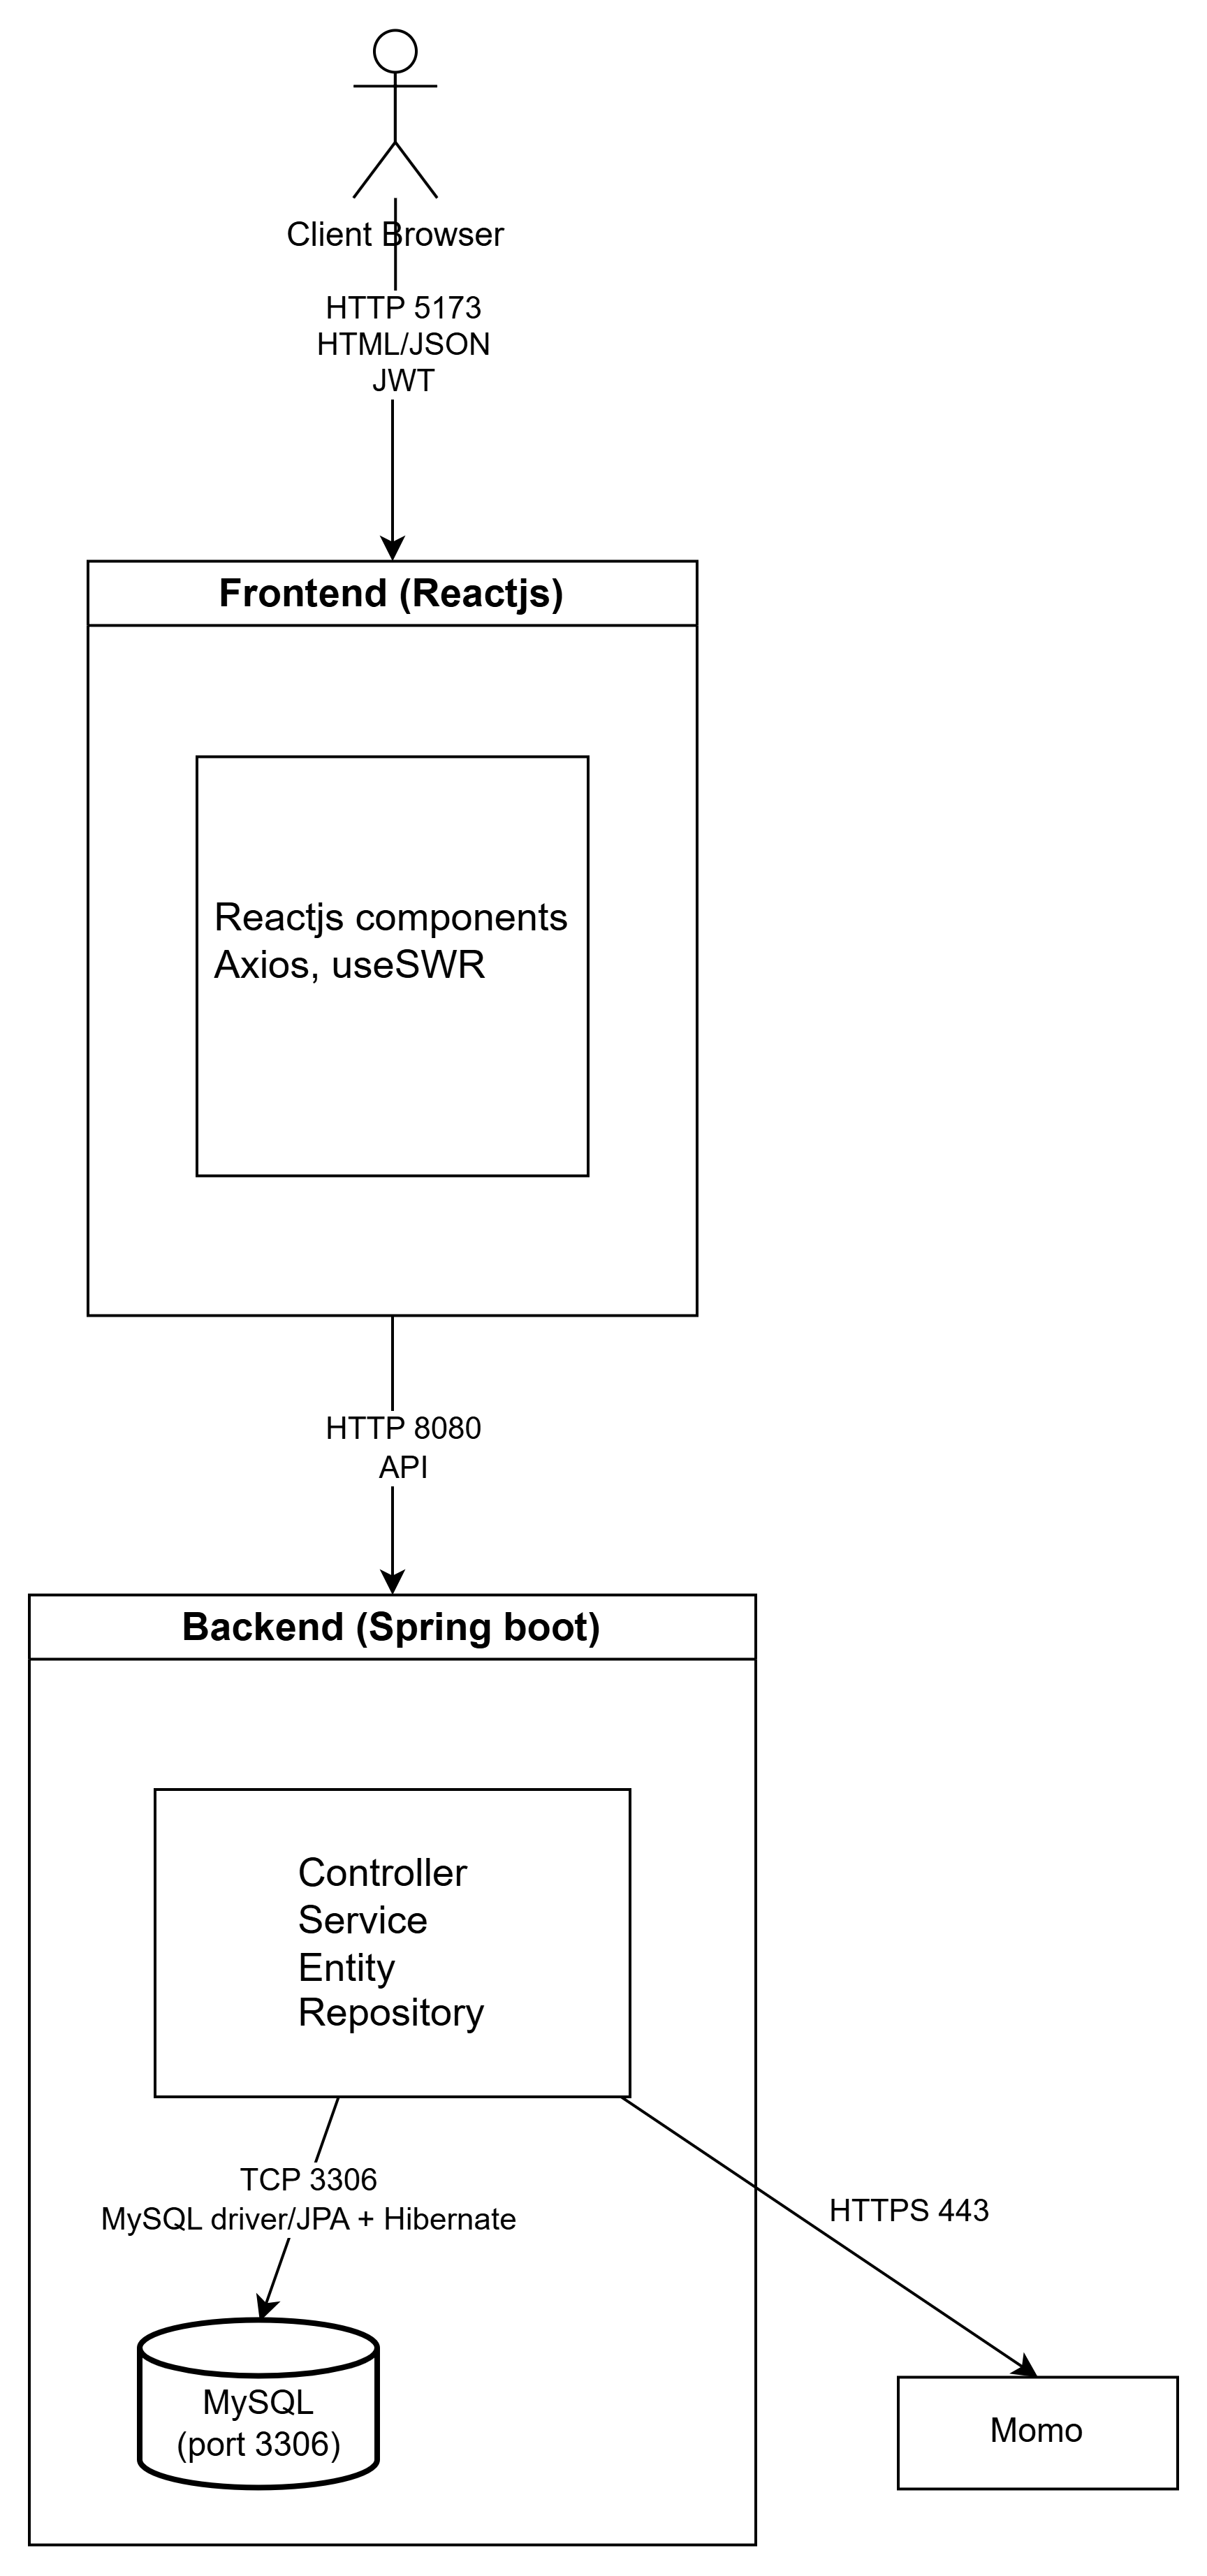 Client Browser
HTTP 5173
HTML/JSON
JWT
Frontend (Reactjs)
Reactjs components
Axios, useSWR
HTTP 8080
API
Backend (Spring boot)
Controller
Service
Entity
Repository
TCP 3306
MySQL driver/JPA + Hibernate
HTTPS 443
MySQL
(port 3306)
Momo